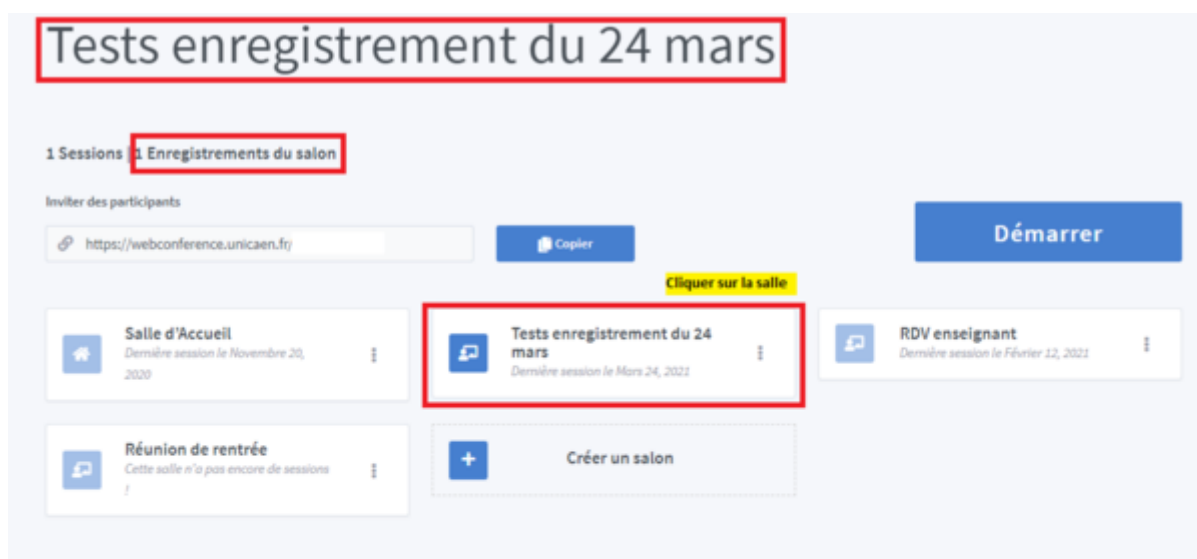 Tests enregistrement du 24 mars
1 Sessions | 1 Enregistrements du salon
Inviter des participants
https://webconference.unicaen.fr/
Copier
Démarrer
Cliquer sur la salle
Salle d'Accueil
Dernière session le Novembre 20,
2020
Tests enregistrement du 24
mars
Dernière session le Mars 24, 2021
RDV enseignant
Dernière session le Février 12, 2021
Réunion de rentrée
Cette salle n'a pas encore de sessions
!
Créer un salon